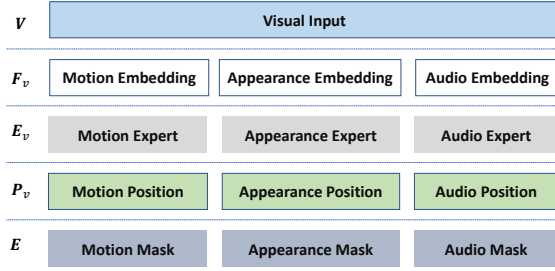 V Visual Input
F_v Motion Embedding Appearance Embedding Audio Embedding
E_v Motion Expert Appearance Expert Audio Expert
P_v Motion Position Appearance Position Audio Position
E Motion Mask Appearance Mask Audio Mask